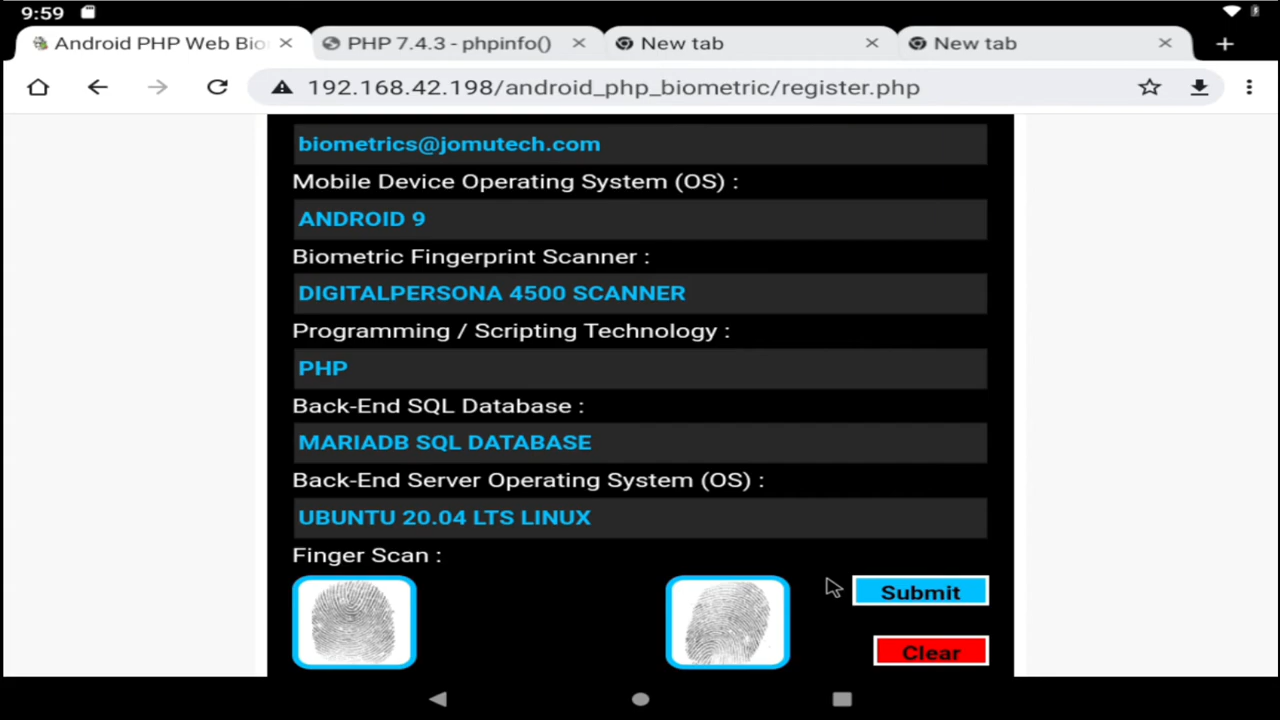 9:59
Android PHP Web Bio
PHP 7.4.3 - phpinfo()
New tab
New tab
192.168.42.198/android_php_biometric/register.php
biometrics@jomutech.com
Mobile Device Operating System (OS) :
ANDROID 9
Biometric Fingerprint Scanner :
DIGITALPERSONA 4500 SCANNER
Programming / Scripting Technology :
PHP
Back-End SQL Database :
MARIADB SQL DATABASE
Back-End Server Operating System (OS) :
UBUNTU 20.04 LTS LINUX
Finger Scan :
Submit
Clear